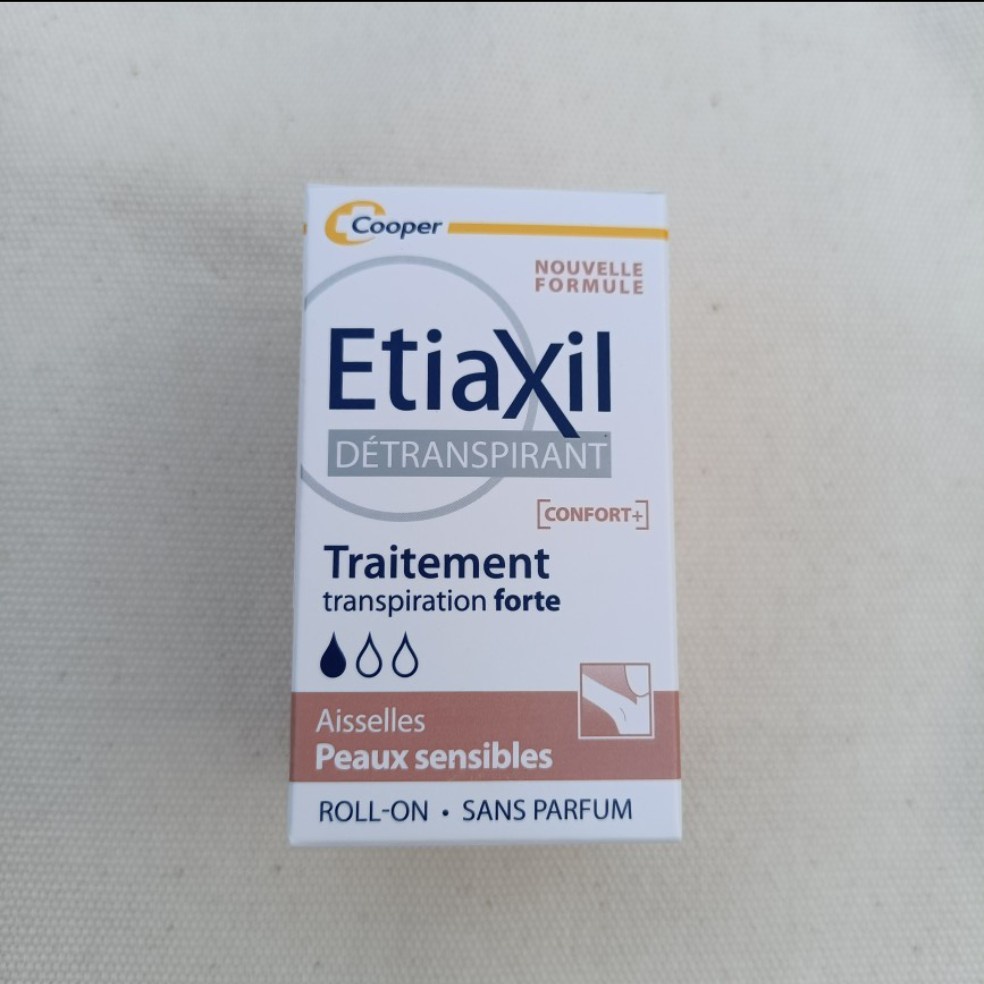 Cooper
NOUVELLE
FORMULE
Etiaxil
DÉTRANSPIRANT
[CONFORT+]
Traitement
transpiration forte
Aisselles
Peaux sensibles
ROLL-ON • SANS PARFUM